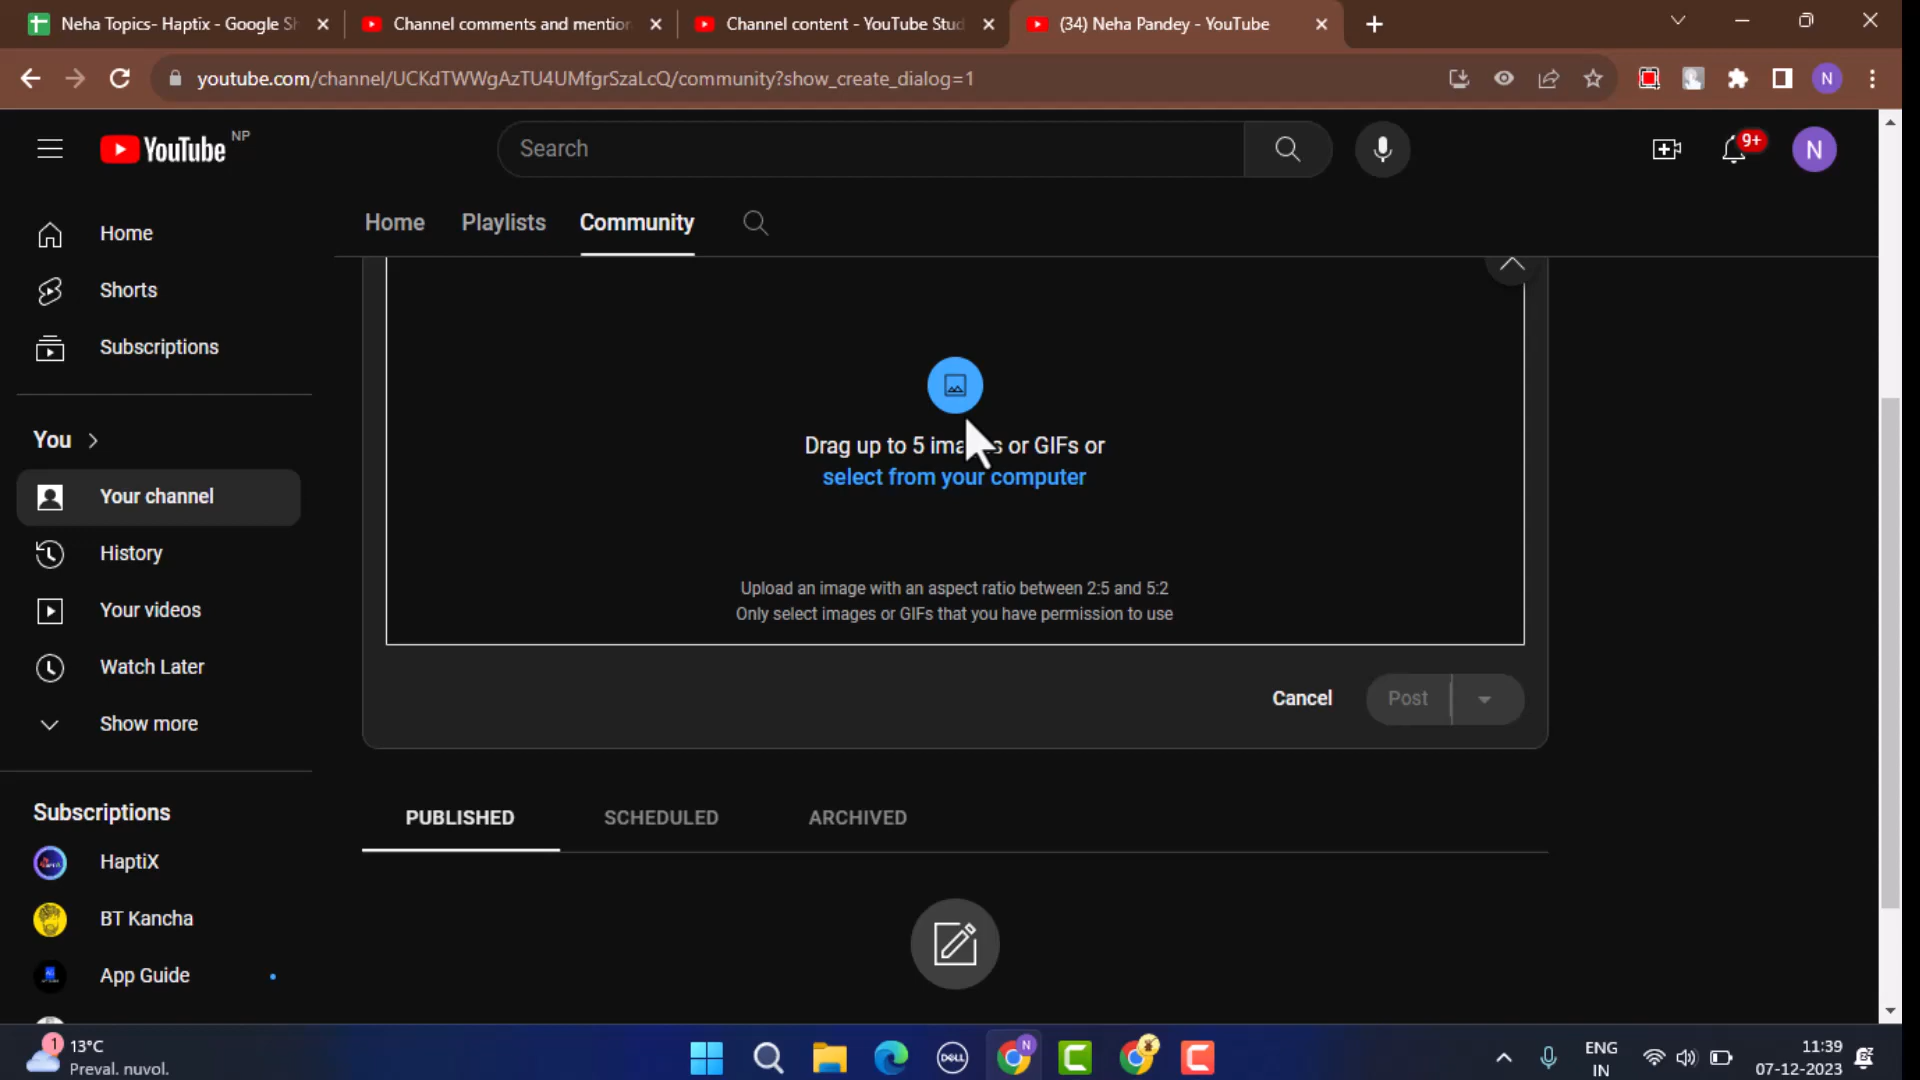 Neha Topics- Haptix - Google Sh
Channel comments and mention
Channel content - YouTube Stud
(34) Neha Pandey - YouTube
youtube.com/channel/UCKdTWWgAzTU4UMfgrSzaLcQ/community?show_create_dialog=1
N
YouTube NP
Search
9+
N
Home
Playlists
Community
Home
Shorts
Subscriptions
You
Your channel
History
Your videos
Watch Later
Show more
Subscriptions
HaptiX
BT Kancha
App Guide
Drag up to 5 images or GIFs or
select from your computer
Upload an image with an aspect ratio between 2:5 and 5:2
Only select images or GIFs that you have permission to use
Cancel
Post
PUBLISHED
SCHEDULED
ARCHIVED
1
13°C
Preval. nuvol.
DELL
N
ENG
IN
11:39
07-12-2023